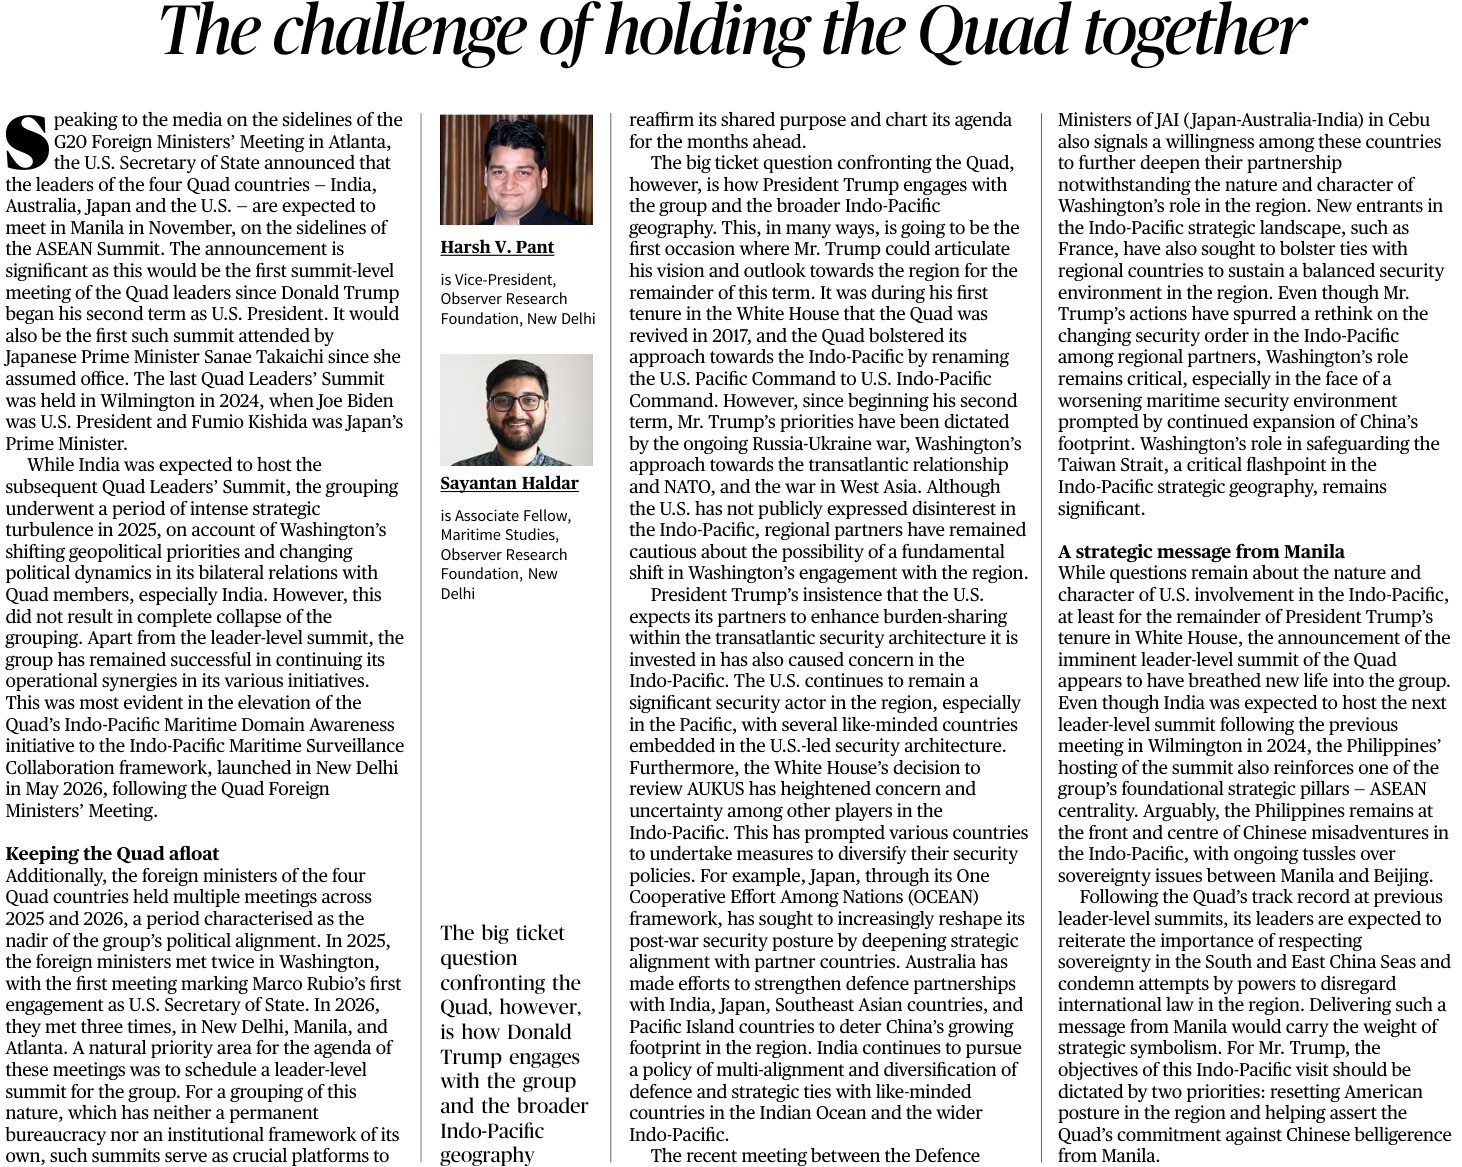 The challenge of holding the Quad together
Speaking to the media on the sidelines of the
G20 Foreign Ministers' Meeting in Atlanta,
the U.S. Secretary of State announced that
the leaders of the four Quad countries – India,
Australia, Japan and the U.S. – are expected to
meet in Manila in November, on the sidelines of
the ASEAN Summit. The announcement is
significant as this would be the first summit-level
meeting of the Quad leaders since Donald Trump
began his second term as U.S. President. It would
also be the first such summit attended by
Japanese Prime Minister Sanae Takaichi since she
assumed office. The last Quad Leaders' Summit
was held in Wilmington in 2024, when Joe Biden
was U.S. President and Fumio Kishida was Japan's
Prime Minister.
While India was expected to host the
subsequent Quad Leaders' Summit, the grouping
underwent a period of intense strategic
turbulence in 2025, on account of Washington's
shifting geopolitical priorities and changing
political dynamics in its bilateral relations with
Quad members, especially India. However, this
did not result in complete collapse of the
grouping. Apart from the leader-level summit, the
group has remained successful in continuing its
operational synergies in its various initiatives.
This was most evident in the elevation of the
Quad's Indo-Pacific Maritime Domain Awareness
initiative to the Indo-Pacific Maritime Surveillance
Collaboration framework, launched in New Delhi
in May 2026, following the Quad Foreign
Ministers' Meeting.
Keeping the Quad afloat
Additionally, the foreign ministers of the four
Quad countries held multiple meetings across
2025 and 2026, a period characterised as the
nadir of the group's political alignment. In 2025,
the foreign ministers met twice in Washington,
with the first meeting marking Marco Rubio's first
engagement as U.S. Secretary of State. In 2026,
they met three times, in New Delhi, Manila, and
Atlanta. A natural priority area for the agenda of
these meetings was to schedule a leader-level
summit for the group. For a grouping of this
nature, which has neither a permanent
bureaucracy nor an institutional framework of its
own, such summits serve as crucial platforms to
Harsh V. Pant
is Vice-President,
Observer Research
Foundation, New Delhi
Sayantan Haldar
is Associate Fellow,
Maritime Studies,
Observer Research
Foundation, New
Delhi
The big ticket
question
confronting the
Quad, however,
is how Donald
Trump engages
with the group
and the broader
Indo-Pacific
geography
reaffirm its shared purpose and chart its agenda
for the months ahead.
The big ticket question confronting the Quad,
however, is how President Trump engages with
the group and the broader Indo-Pacific
geography. This, in many ways, is going to be the
first occasion where Mr. Trump could articulate
his vision and outlook towards the region for the
remainder of this term. It was during his first
tenure in the White House that the Quad was
revived in 2017, and the Quad bolstered its
approach towards the Indo-Pacific by renaming
the U.S. Pacific Command to U.S. Indo-Pacific
Command. However, since beginning his second
term, Mr. Trump's priorities have been dictated
by the ongoing Russia-Ukraine war, Washington's
approach towards the transatlantic relationship
and NATO, and the war in West Asia. Although
the U.S. has not publicly expressed disinterest in
the Indo-Pacific, regional partners have remained
cautious about the possibility of a fundamental
shift in Washington's engagement with the region.
President Trump's insistence that the U.S.
expects its partners to enhance burden-sharing
within the transatlantic security architecture it is
invested in has also caused concern in the
Indo-Pacific. The U.S. continues to remain a
significant security actor in the region, especially
in the Pacific, with several like-minded countries
embedded in the U.S.-led security architecture.
Furthermore, the White House's decision to
review AUKUS has heightened concern and
uncertainty among other players in the
Indo-Pacific. This has prompted various countries
to undertake measures to diversify their security
policies. For example, Japan, through its One
Cooperative Effort Among Nations (OCEAN)
framework, has sought to increasingly reshape its
post-war security posture by deepening strategic
alignment with partner countries. Australia has
made efforts to strengthen defence partnerships
with India, Japan, Southeast Asian countries, and
Pacific Island countries to deter China's growing
footprint in the region. India continues to pursue
a policy of multi-alignment and diversification of
defence and strategic ties with like-minded
countries in the Indian Ocean and the wider
Indo-Pacific.
The recent meeting between the Defence
Ministers of JAI (Japan-Australia-India) in Cebu
also signals a willingness among these countries
to further deepen their partnership
notwithstanding the nature and character of
Washington's role in the region. New entrants in
the Indo-Pacific strategic landscape, such as
France, have also sought to bolster ties with
regional countries to sustain a balanced security
environment in the region. Even though Mr.
Trump's actions have spurred a rethink on the
changing security order in the Indo-Pacific
among regional partners, Washington's role
remains critical, especially in the face of a
worsening maritime security environment
prompted by continued expansion of China's
footprint. Washington's role in safeguarding the
Taiwan Strait, a critical flashpoint in the
Indo-Pacific strategic geography, remains
significant.
A strategic message from Manila
While questions remain about the nature and
character of U.S. involvement in the Indo-Pacific,
at least for the remainder of President Trump's
tenure in White House, the announcement of the
imminent leader-level summit of the Quad
appears to have breathed new life into the group.
Even though India was expected to host the next
leader-level summit following the previous
meeting in Wilmington in 2024, the Philippines'
hosting of the summit also reinforces one of the
group's foundational strategic pillars – ASEAN
centrality. Arguably, the Philippines remains at
the front and centre of Chinese misadventures in
the Indo-Pacific, with ongoing tussles over
sovereignty issues between Manila and Beijing.
Following the Quad's track record at previous
leader-level summits, its leaders are expected to
reiterate the importance of respecting
sovereignty in the South and East China Seas and
condemn attempts by powers to disregard
international law in the region. Delivering such a
message from Manila would carry the weight of
strategic symbolism. For Mr. Trump, the
objectives of this Indo-Pacific visit should be
dictated by two priorities: resetting American
posture in the region and helping assert the
Quad's commitment against Chinese belligerence
from Manila.